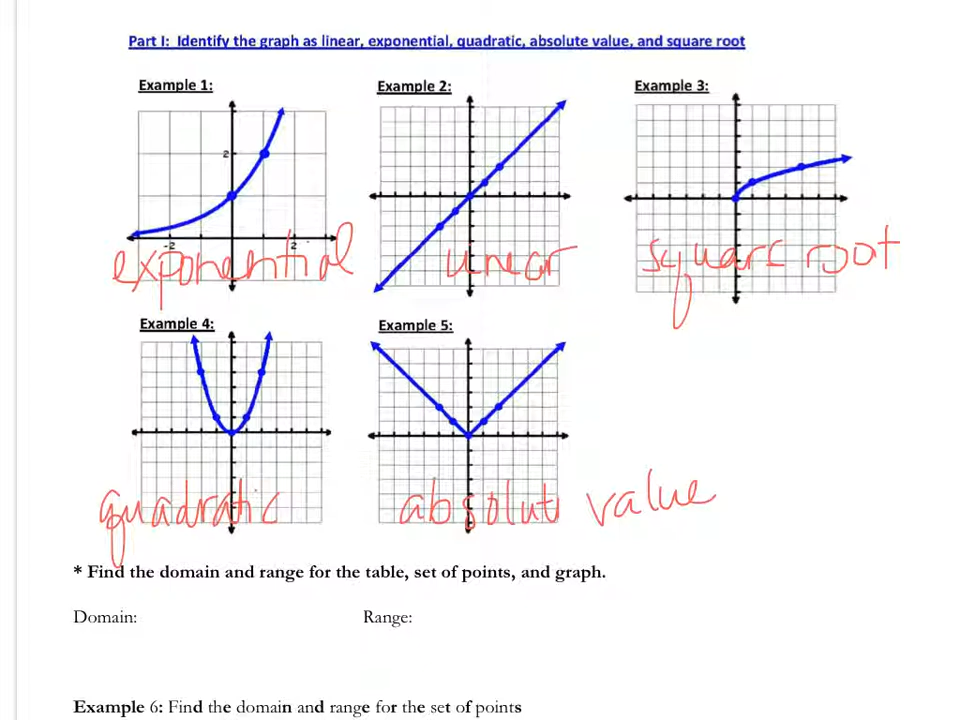 Part I: Identify the graph as linear, exponential, quadratic, absolute value, and square root
Example 1: Example 2: Example 3:
2
-2 2
exponential linear square root
Example 4: Example 5:
quadratic absolute value
* Find the domain and range for the table, set of points, and graph.
Domain: Range:
Example 6: Find the domain and range for the set of points